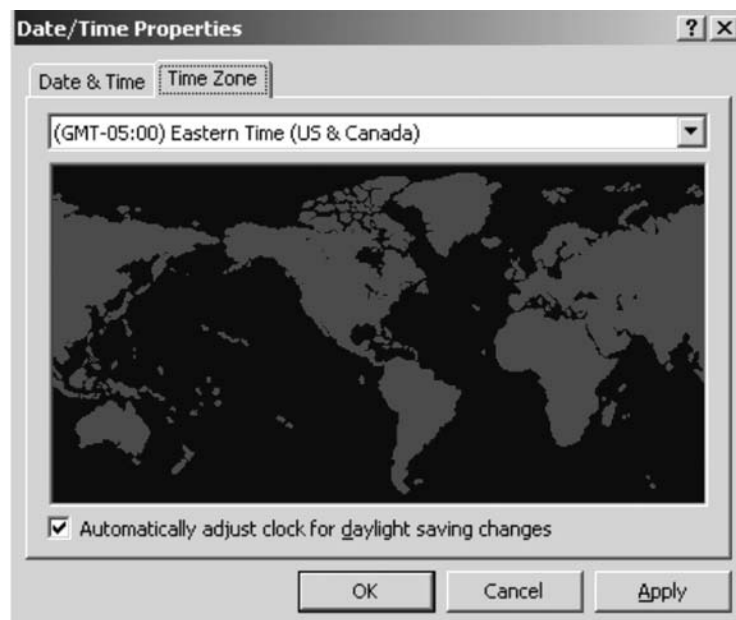 Date/Time Properties
Date & Time
Time Zone
(GMT-05:00) Eastern Time (US & Canada)
Automatically adjust clock for daylight saving changes
OK
Cancel
Apply